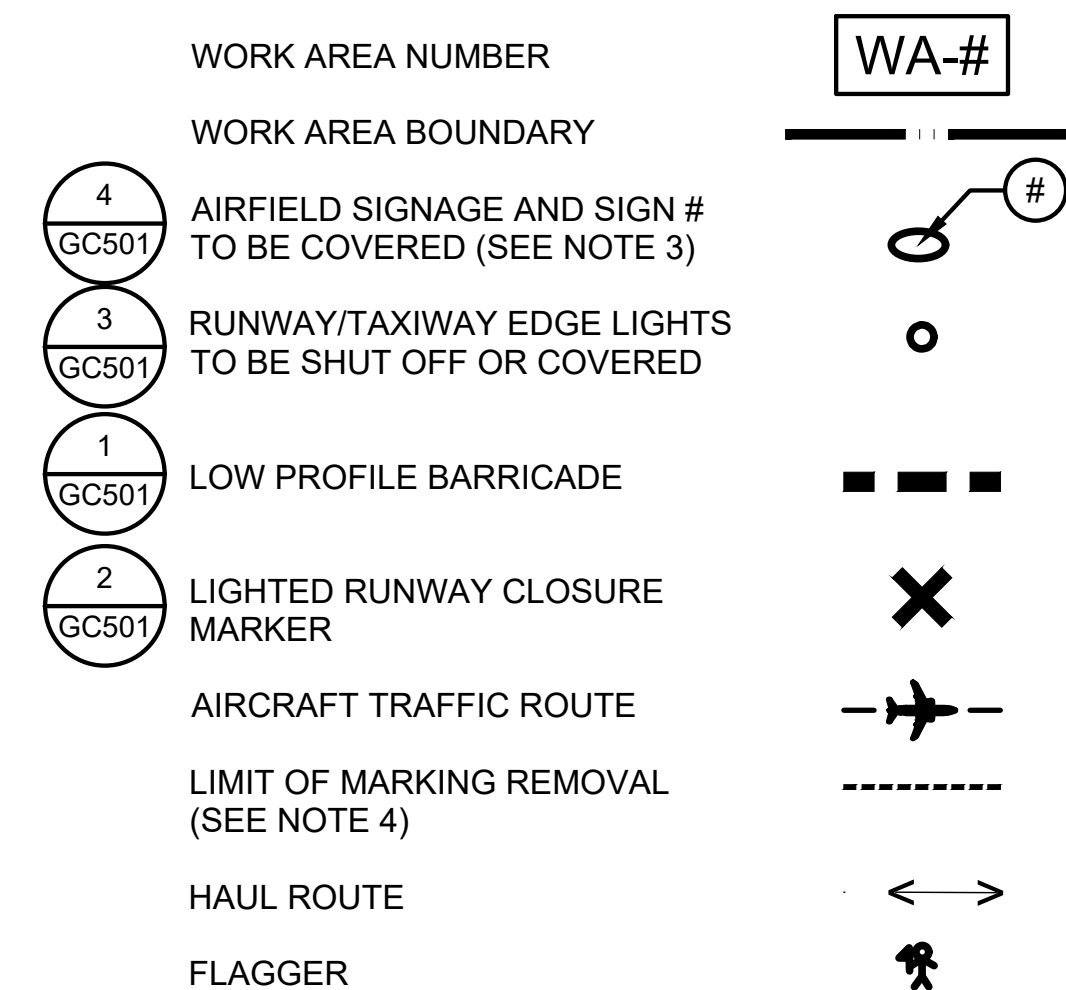 WORK AREA NUMBER
WA-#
WORK AREA BOUNDARY
4
GC501
AIRFIELD SIGNAGE AND SIGN #
TO BE COVERED (SEE NOTE 3)
#
3
GC501
RUNWAY/TAXIWAY EDGE LIGHTS
TO BE SHUT OFF OR COVERED
1
GC501
LOW PROFILE BARRICADE
2
GC501
LIGHTED RUNWAY CLOSURE
MARKER
AIRCRAFT TRAFFIC ROUTE
LIMIT OF MARKING REMOVAL
(SEE NOTE 4)
HAUL ROUTE
FLAGGER